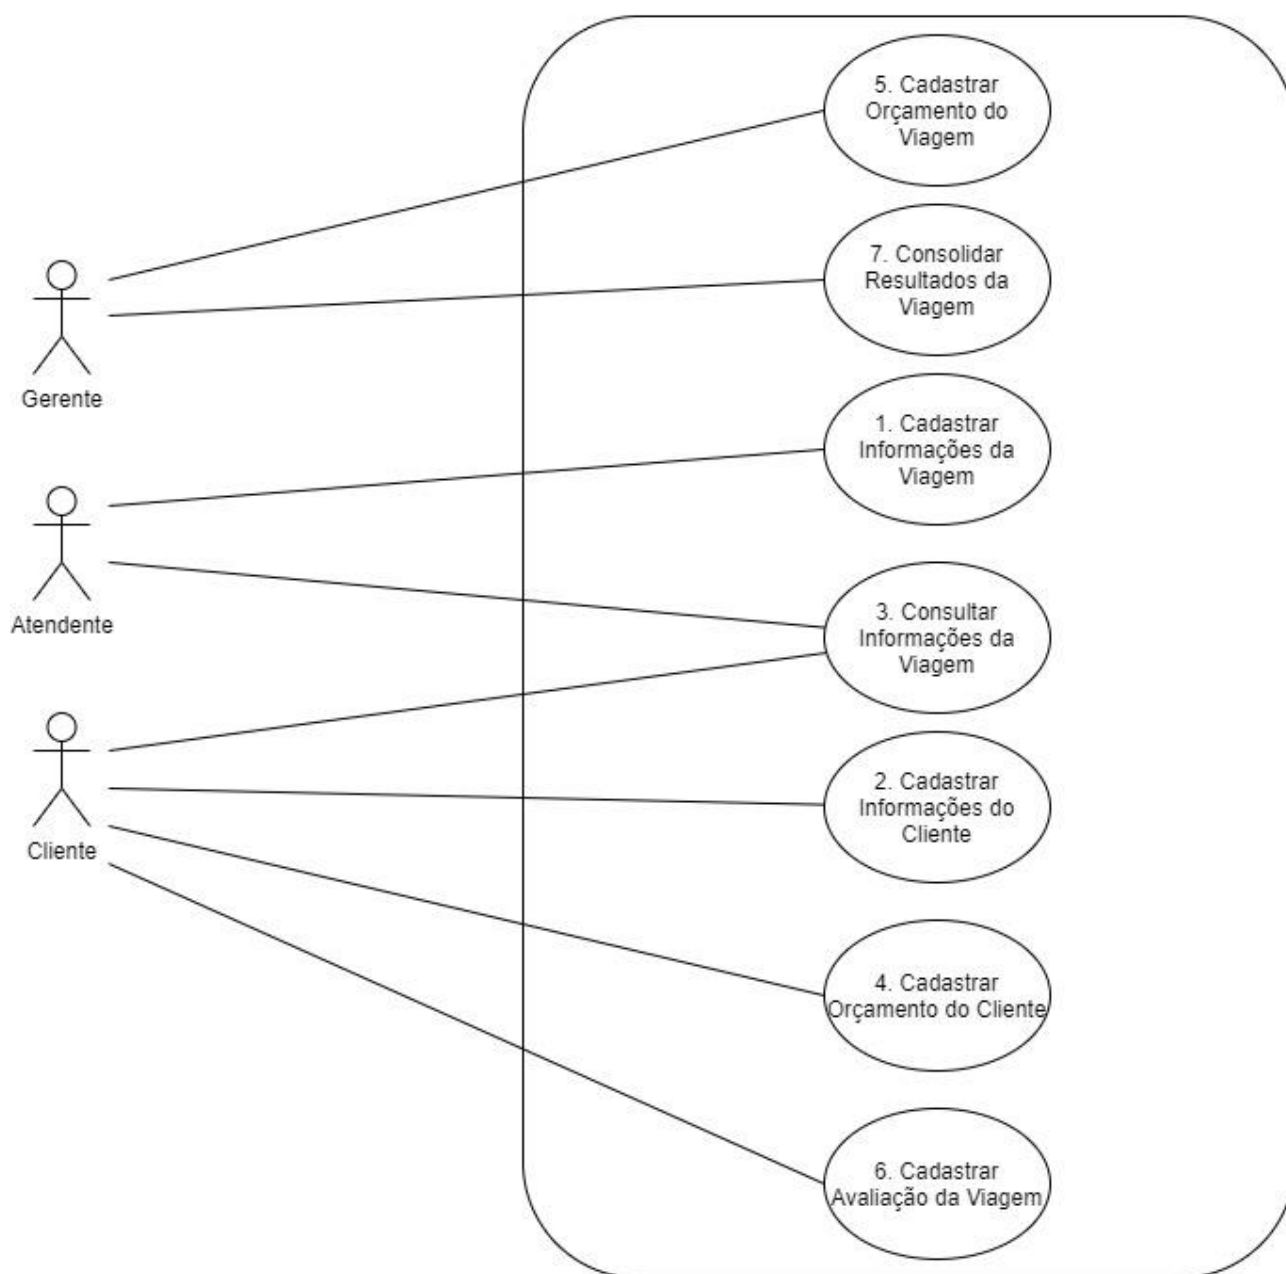 5. Cadastrar
Orçamento do
Viagem
7. Consolidar
Resultados da
Viagem
Gerente
1. Cadastrar
Informações da
Viagem
Atendente
3. Consultar
Informações da
Viagem
Cliente
2. Cadastrar
Informações do
Cliente
4. Cadastrar
Orçamento do Cliente
6. Cadastrar
Avaliação da Viagem